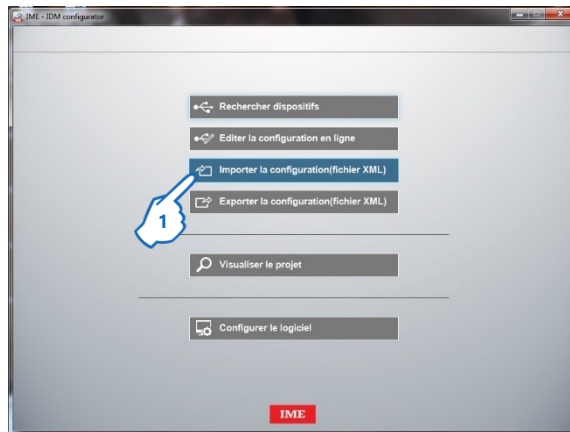 IME - IDM configurator
Rechercher dispositifs
Editer la configuration en ligne
Importer la configuration(fichier XML)
Exporter la configuration(fichier XML)
1
Visualiser le projet
Configurer le logiciel
IME